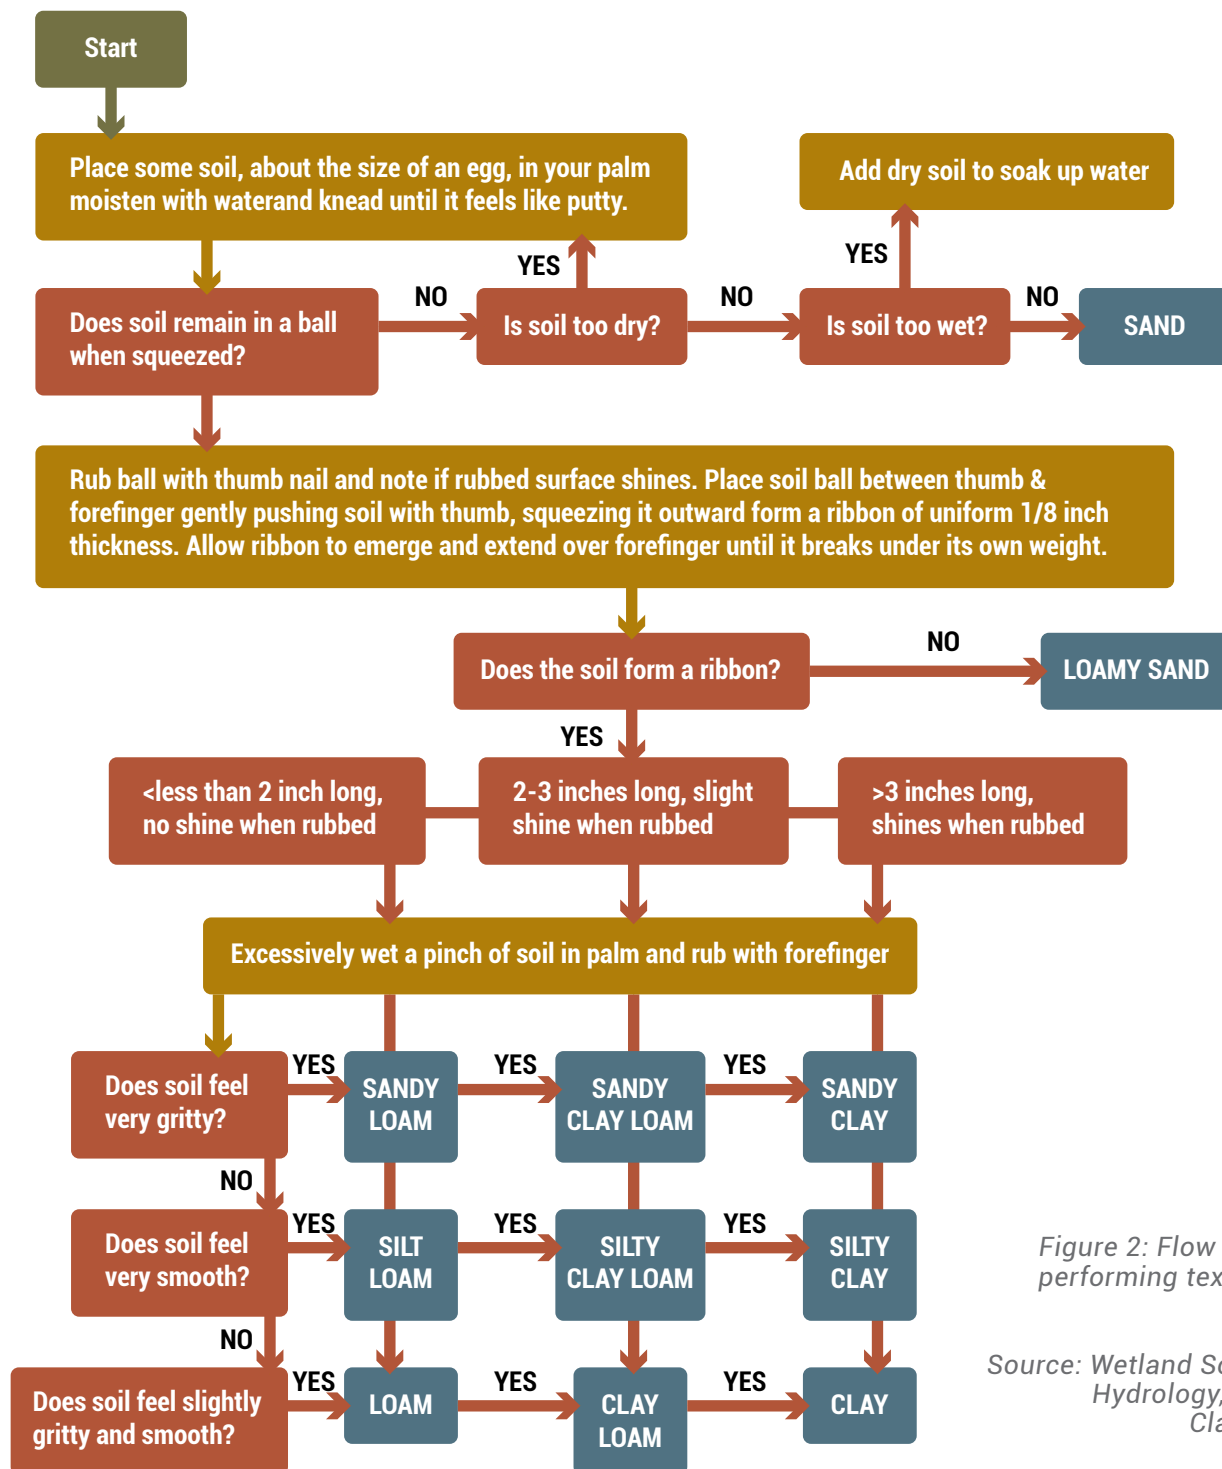 Start
Place some soil, about the size of an egg, in your palm
moisten with waterand knead until it feels like putty.
Add dry soil to soak up water
YES
YES
Does soil remain in a ball
when squeezed?
NO
Is soil too dry?
NO
Is soil too wet?
NO
SAND
Rub ball with thumb nail and note if rubbed surface shines. Place soil ball between thumb &
forefinger gently pushing soil with thumb, squeezing it outward form a ribbon of uniform 1/8 inch
thickness. Allow ribbon to emerge and extend over forefinger until it breaks under its own weight.
Does the soil form a ribbon?
NO
LOAMY SAND
YES
<less than 2 inch long,
no shine when rubbed
2-3 inches long, slight
shine when rubbed
>3 inches long,
shines when rubbed
Excessively wet a pinch of soil in palm and rub with forefinger
Does soil feel
very gritty?
YES
SANDY
LOAM
YES
SANDY
CLAY LOAM
YES
SANDY
CLAY
NO
Does soil feel
very smooth?
YES
SILT
LOAM
YES
SILTY
CLAY LOAM
YES
SILTY
CLAY
NO
Does soil feel slightly
gritty and smooth?
YES
LOAM
YES
CLAY
LOAM
YES
CLAY
Figure 2: Flow
performing tex
Source: Wetland So
Hydrology,
Cla